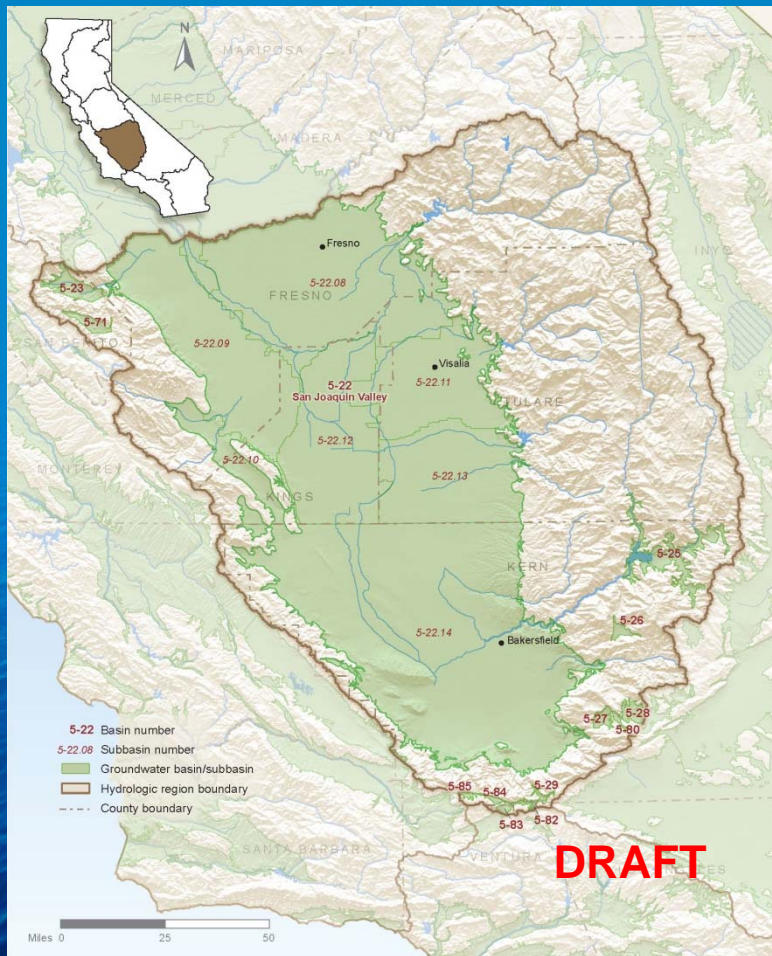 N
MARIPOSA
MERCED
MADERA
Fresno
5-22.08
FRESNO
INYO
5-23
5-71
SAN BENITO
5-22.09
Visalia
5-22
San Joaquin Valley
5-22.11
TULARE
5-22.12
5-22.10
MONTEREY
5-22.13
KINGS
KERN
5-25
5-26
5-22.14
Bakersfield
5-27
5-28
5-80
5-22 Basin number
5-22.08 Subbasin number
Groundwater basin/subbasin
Hydrologic region boundary
County boundary
5-85
5-84
5-29
5-83
5-82
SANTA BARBARA
VENTURA
DRAFT
Miles 0 25 50